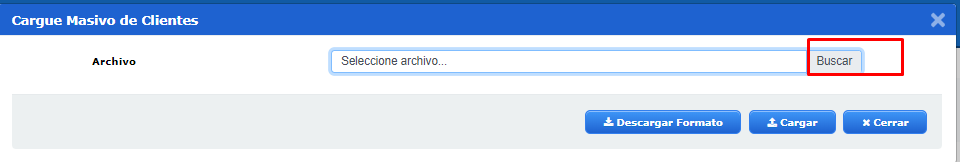 Cargue Masivo de Clientes
Archivo
Seleccione archivo... Buscar
Descargar Formato Cargar Cerrar